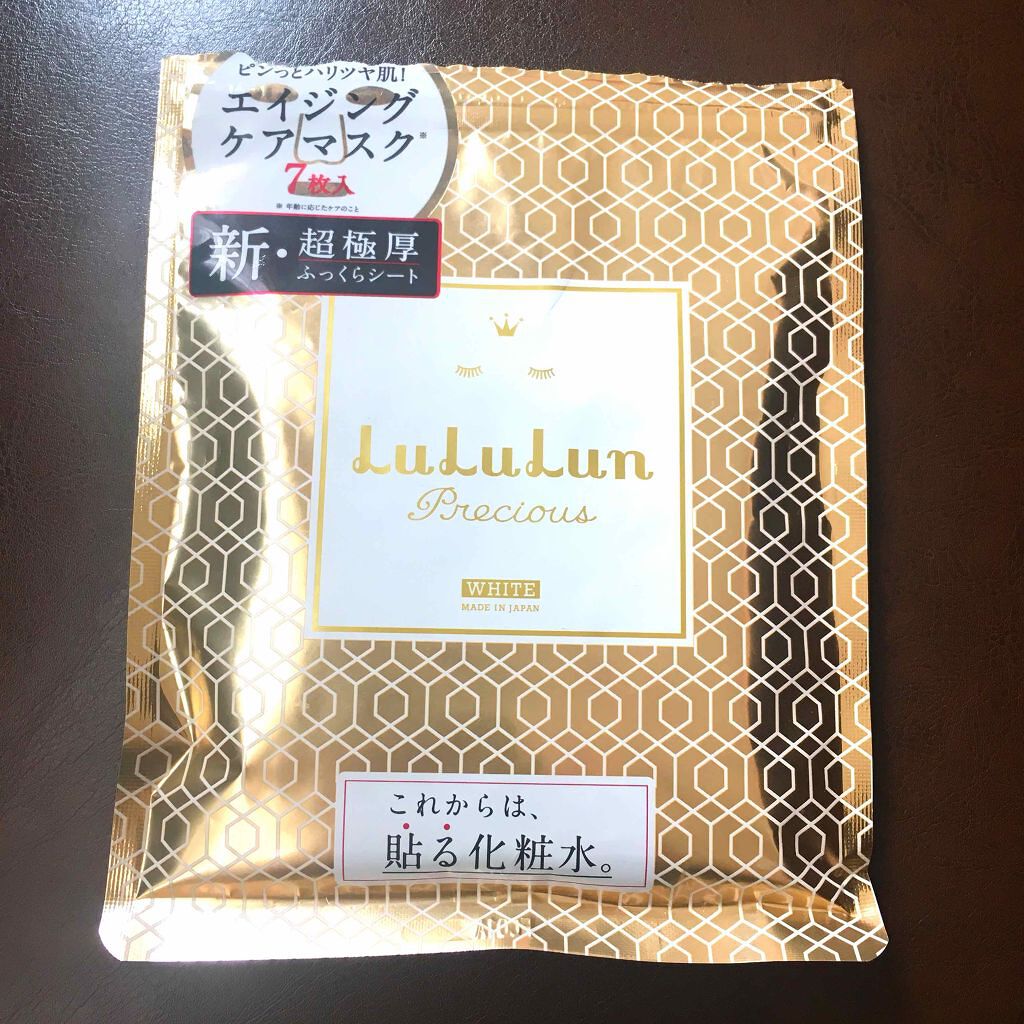 ピンっとハリツヤ肌!
エイジング
ケアマスク※
7枚入
※ 年齢に応じたケアのこと
新・超極厚
ふっくらシート
LuLuLun
Precious
WHITE
MADE IN JAPAN
これからは、
貼る化粧水。